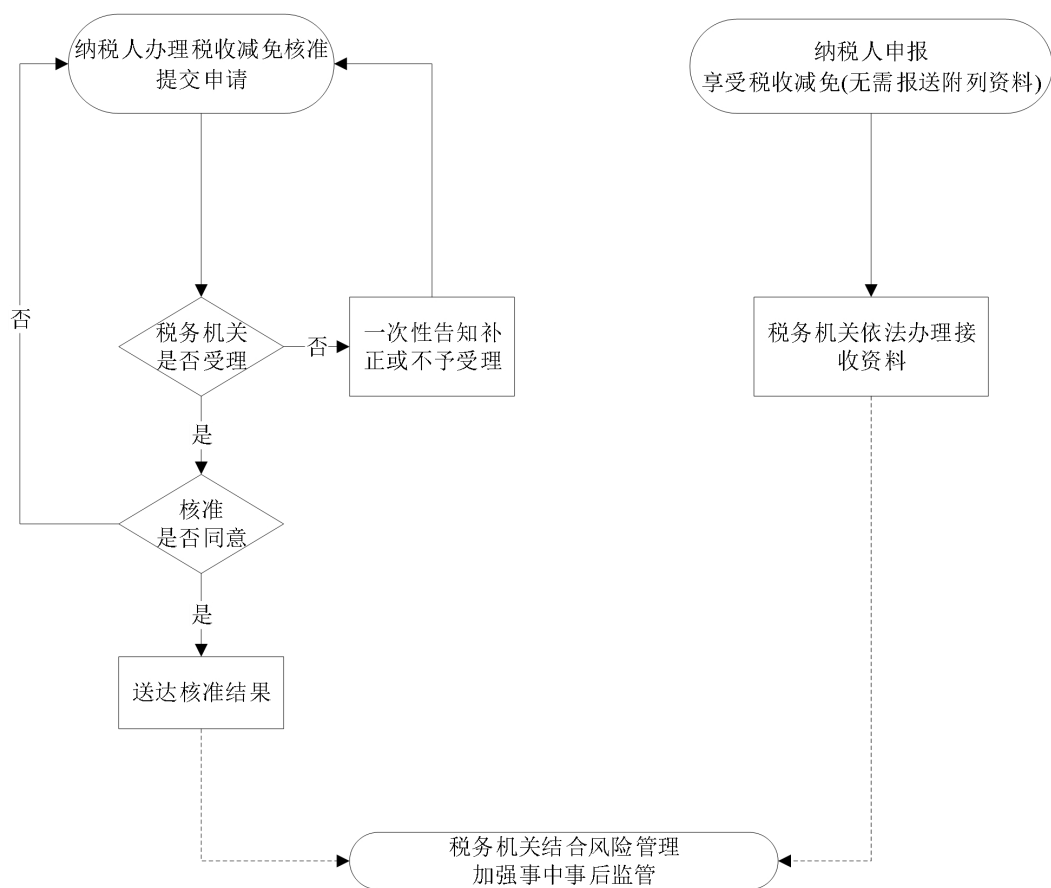 纳税人办理税收减免核准
提交申请
纳税人申报
享受税收减免(无需报送附列资料)
否
税务机关
是否受理
否
一次性告知补
正或不予受理
税务机关依法办理接
收资料
是
核准
是否同意
是
送达核准结果
税务机关结合风险管理
加强事中事后监管